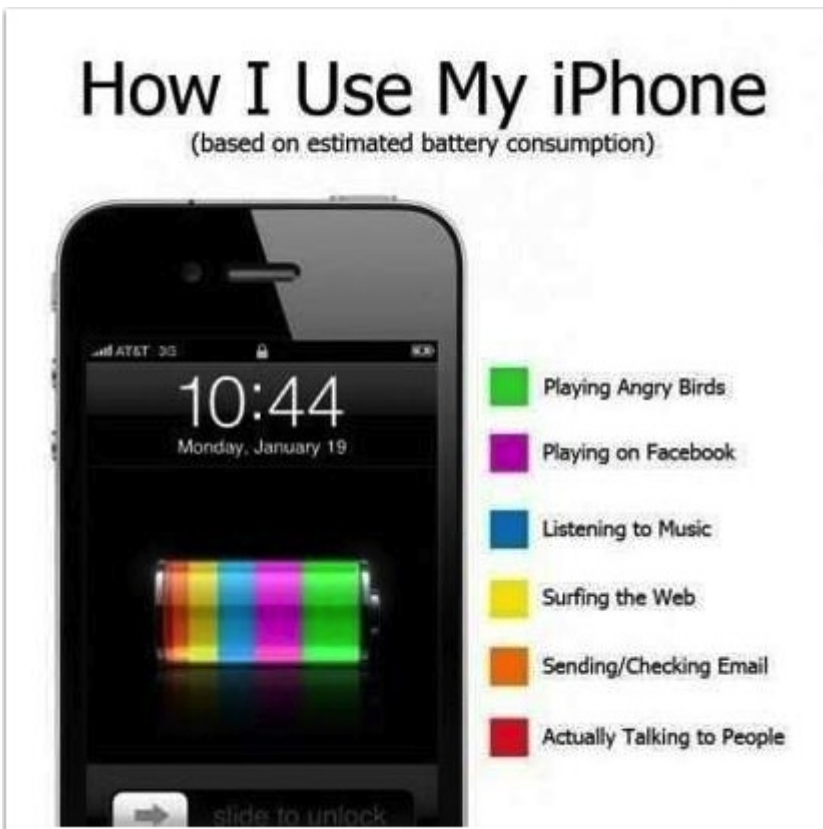 How I Use My iPhone
(based on estimated battery consumption)
AT&T 3G
10:44
Monday, January 19
Playing Angry Birds
Playing on Facebook
Listening to Music
Surfing the Web
Sending/Checking Email
Actually Talking to People
slide to unlock